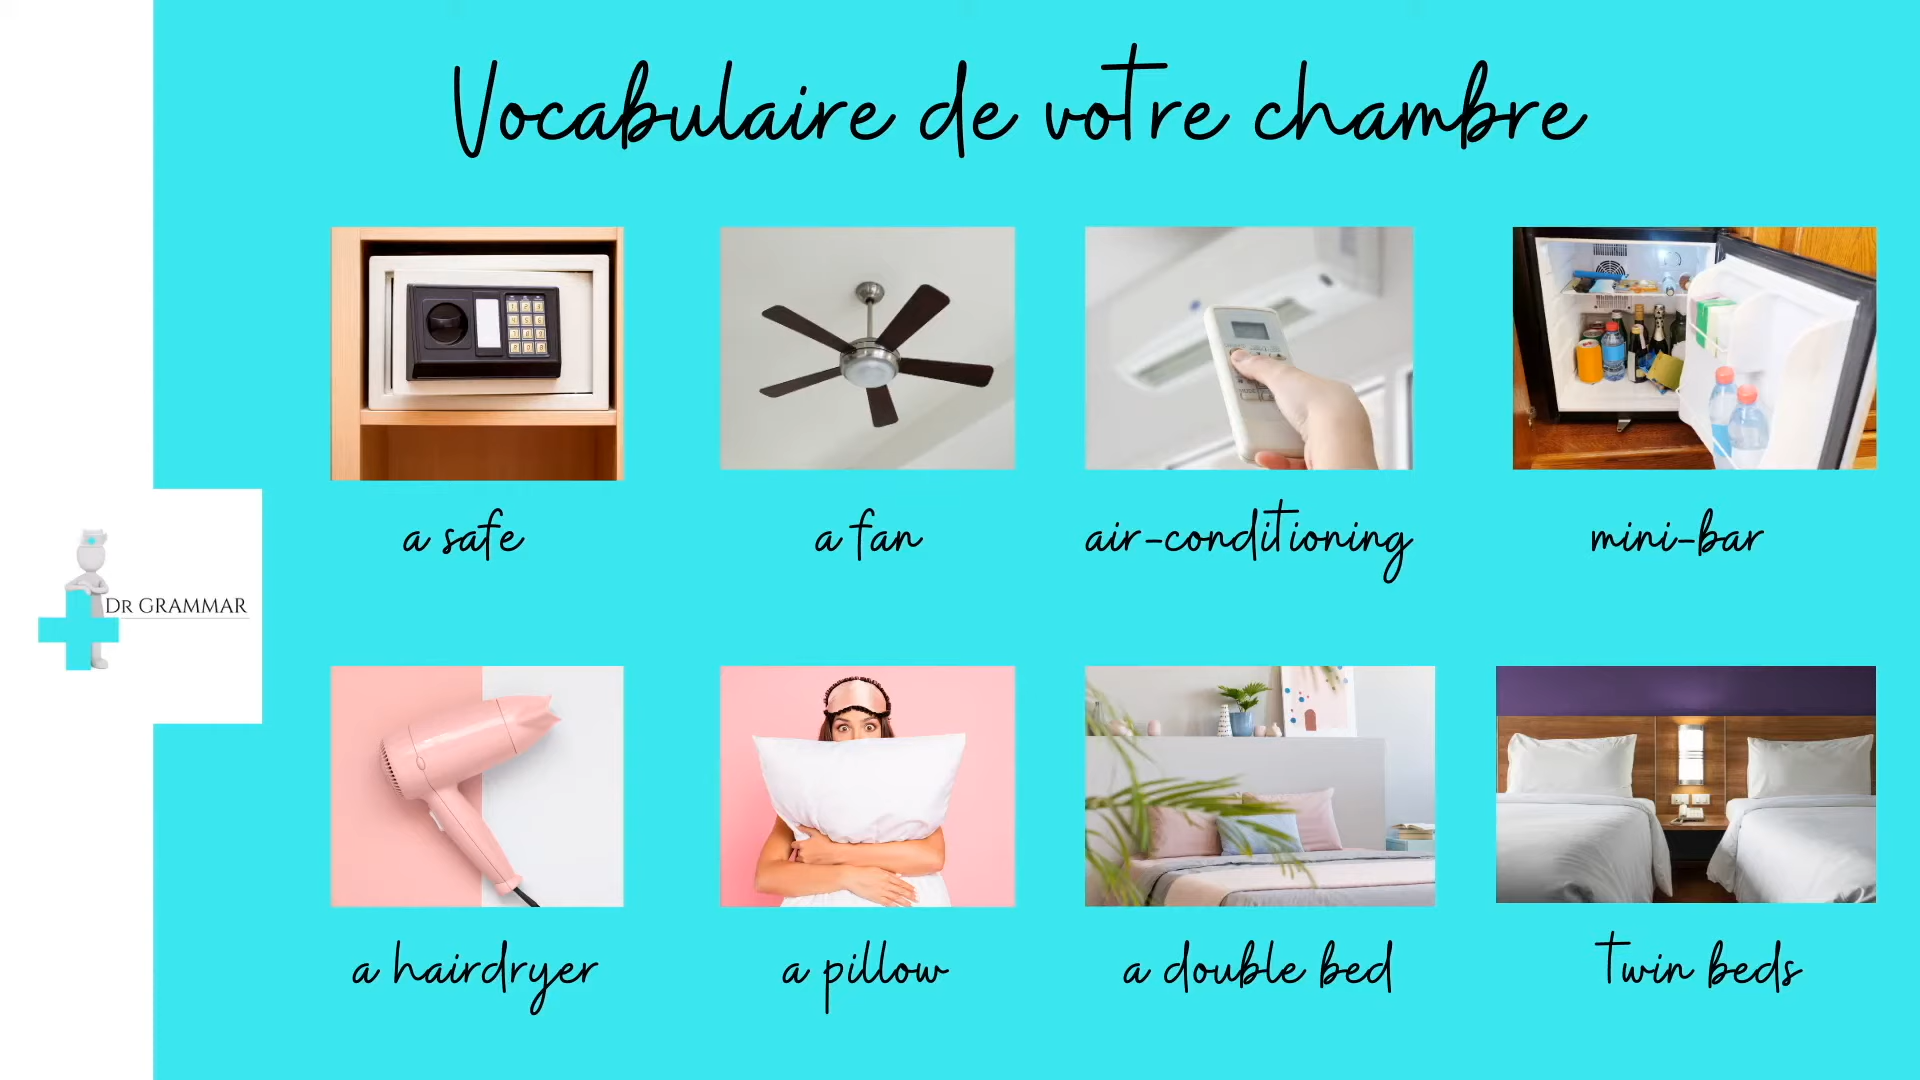 Vocabulaire de votre chambre
a safe
a fan
air-conditioning
mini-bar
DR GRAMMAR
a hairdryer
a pillow
a double bed
twin beds